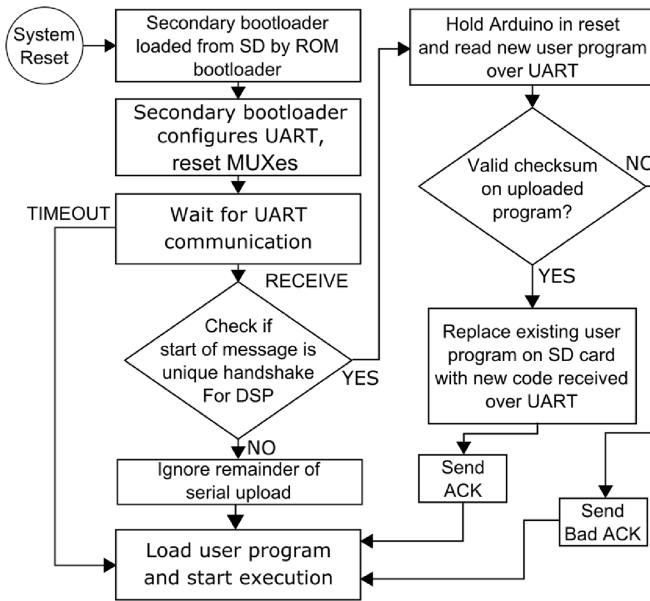 System
Reset
Secondary bootloader
loaded from SD by ROM
bootloader
Secondary bootloader
configures UART,
reset MUXes
TIMEOUT
Wait for UART
communication
RECEIVE
Check if
start of message is
unique handshake
For DSP
YES
NO
Ignore remainder of
serial upload
Load user program
and start execution
Hold Arduino in reset
and read new user program
over UART
Valid checksum
on uploaded
program?
NO
YES
Replace existing user
program on SD card
with new code received
over UART
Send
ACK
Send
Bad ACK